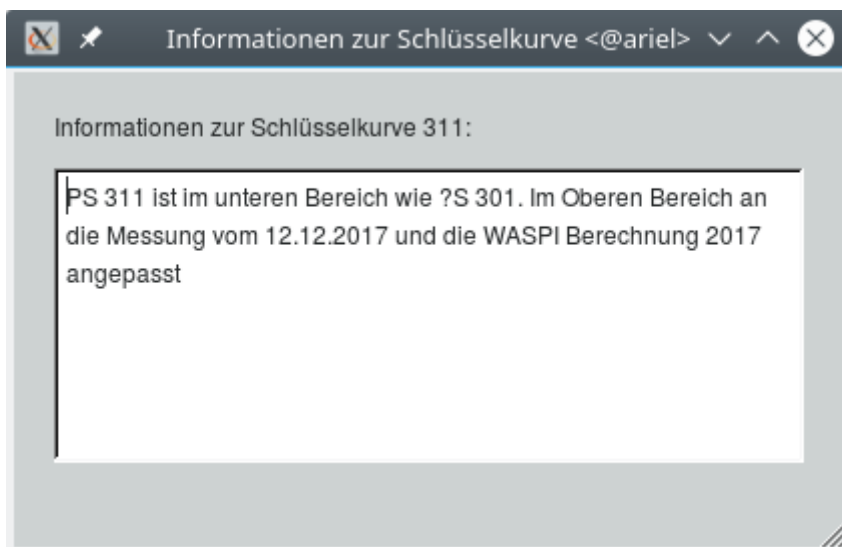 Informationen zur Schlüsselkurve <@ariel>
Informationen zur Schlüsselkurve 311:
PS 311 ist im unteren Bereich wie ?S 301. Im Oberen Bereich an
die Messung vom 12.12.2017 und die WASPI Berechnung 2017
angepasst